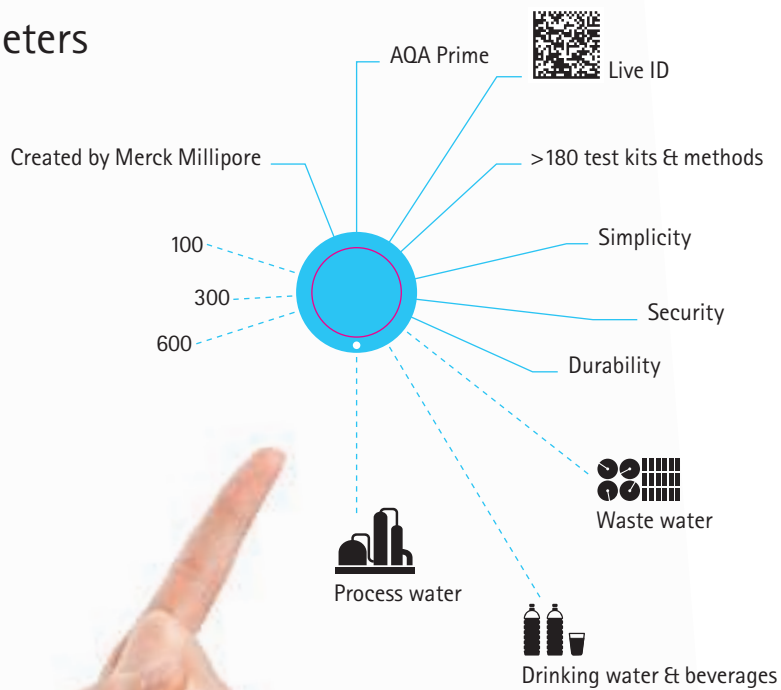 eters
AQA Prime
Live ID
Created by Merck Millipore
>180 test kits & methods
100
300
600
Simplicity
Security
Durability
Waste water
Process water
Drinking water & beverages